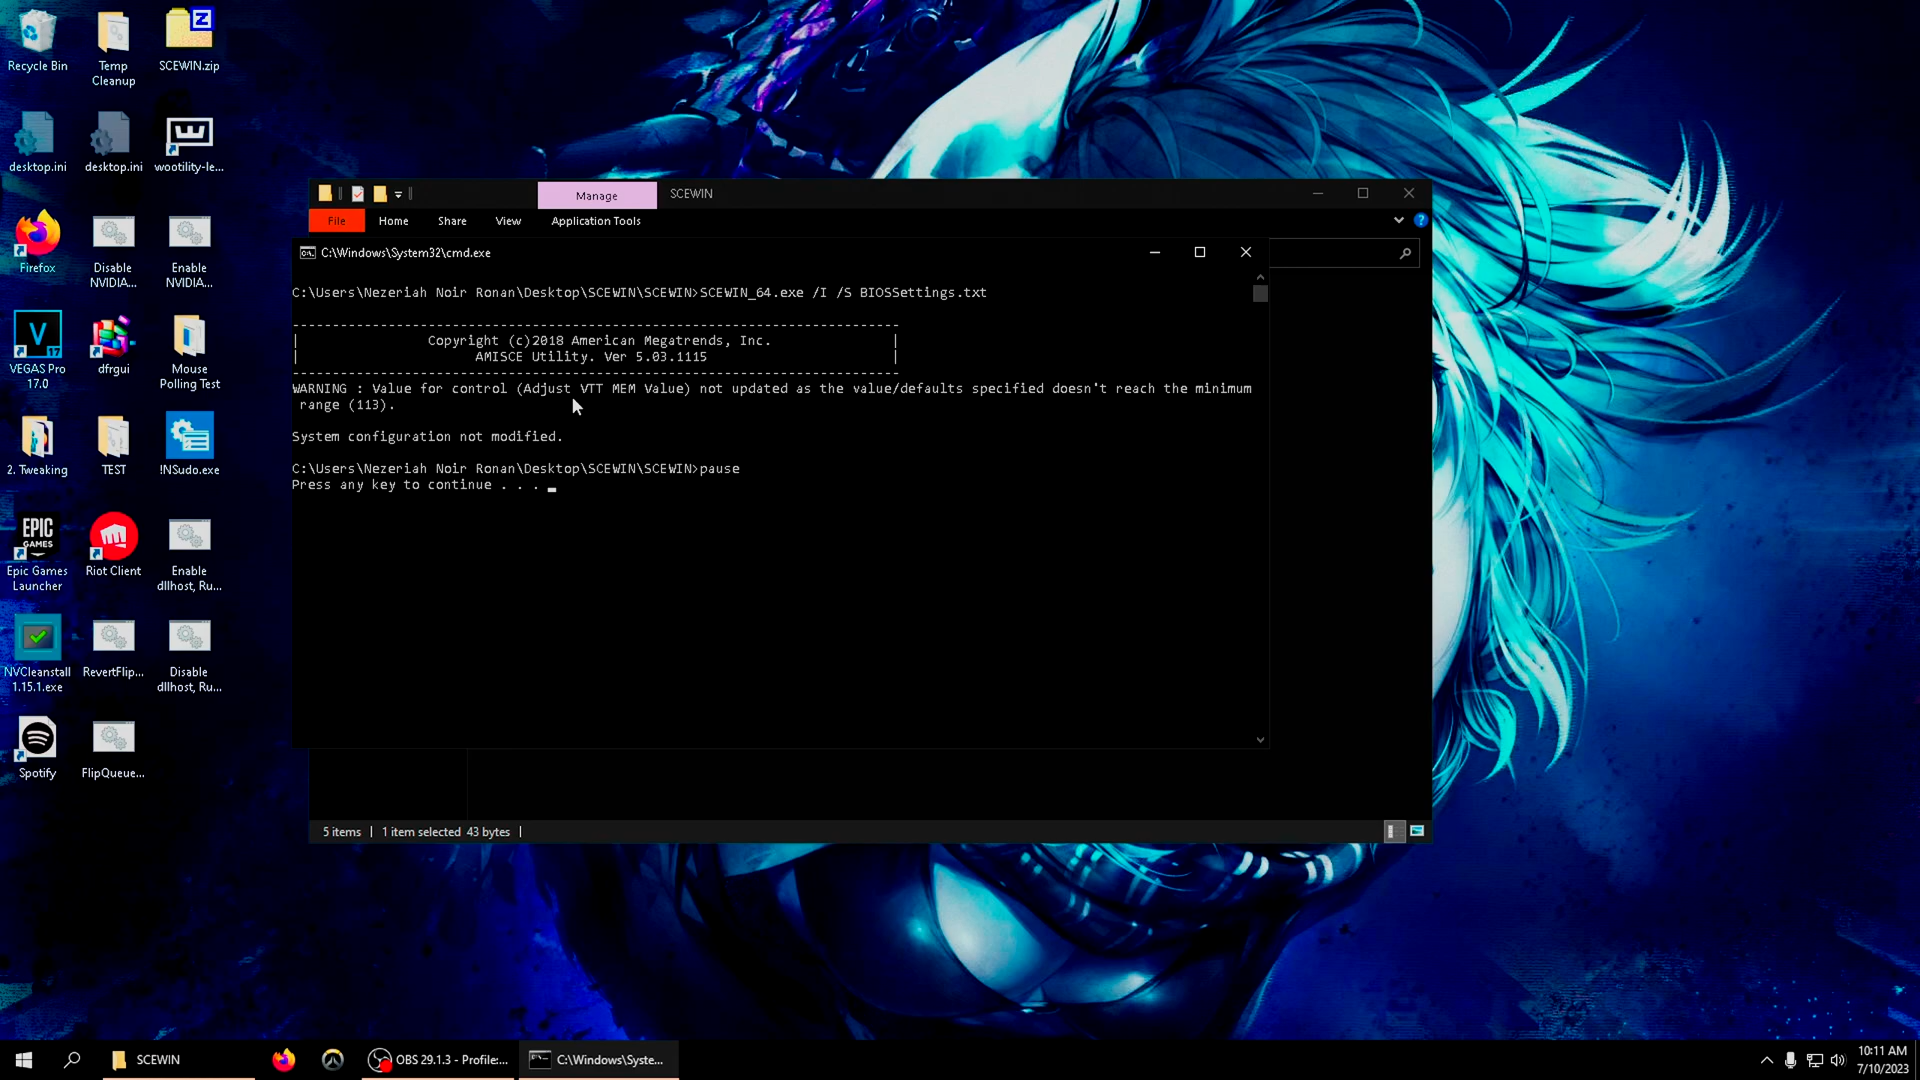 Recycle Bin
Temp
Cleanup
SCEWIN.zip
desktop.ini
desktop.ini
wootility-le...
Firefox
Disable
NVIDIA...
Enable
NVIDIA...
VEGAS Pro
17.0
dfrgui
Mouse
Polling Test
2. Tweaking
TEST
!NSudo.exe
EPIC
GAMES
Epic Games
Launcher
Riot Client
Enable
dllhost, Ru...
NVCleanstall
1.15.1.exe
RevertFlip...
Disable
dllhost, Ru...
Spotify
FlipQueue...
Manage
SCEWIN
File
Home
Share
View
Application Tools
C:\Windows\System32\cmd.exe
C:\Users\Nezeriah Noir Ronan\Desktop\SCEWIN\SCEWIN>SCEWIN_64.exe /I /S BIOSSettings.txt
Copyright (c)2018 American Megatrends, Inc.
AMISCE Utility. Ver 5.03.1115
WARNING : Value for control (Adjust VTT MEM Value) not updated as the value/defaults specified doesn't reach the minimum
range (113).
System configuration not modified.
C:\Users\Nezeriah Noir Ronan\Desktop\SCEWIN\SCEWIN>pause
Press any key to continue . . .
5 items
1 item selected 43 bytes
SCEWIN
OBS 29.1.3 - Profile:...
C:\Windows\Syste...
10:11 AM
7/10/2023